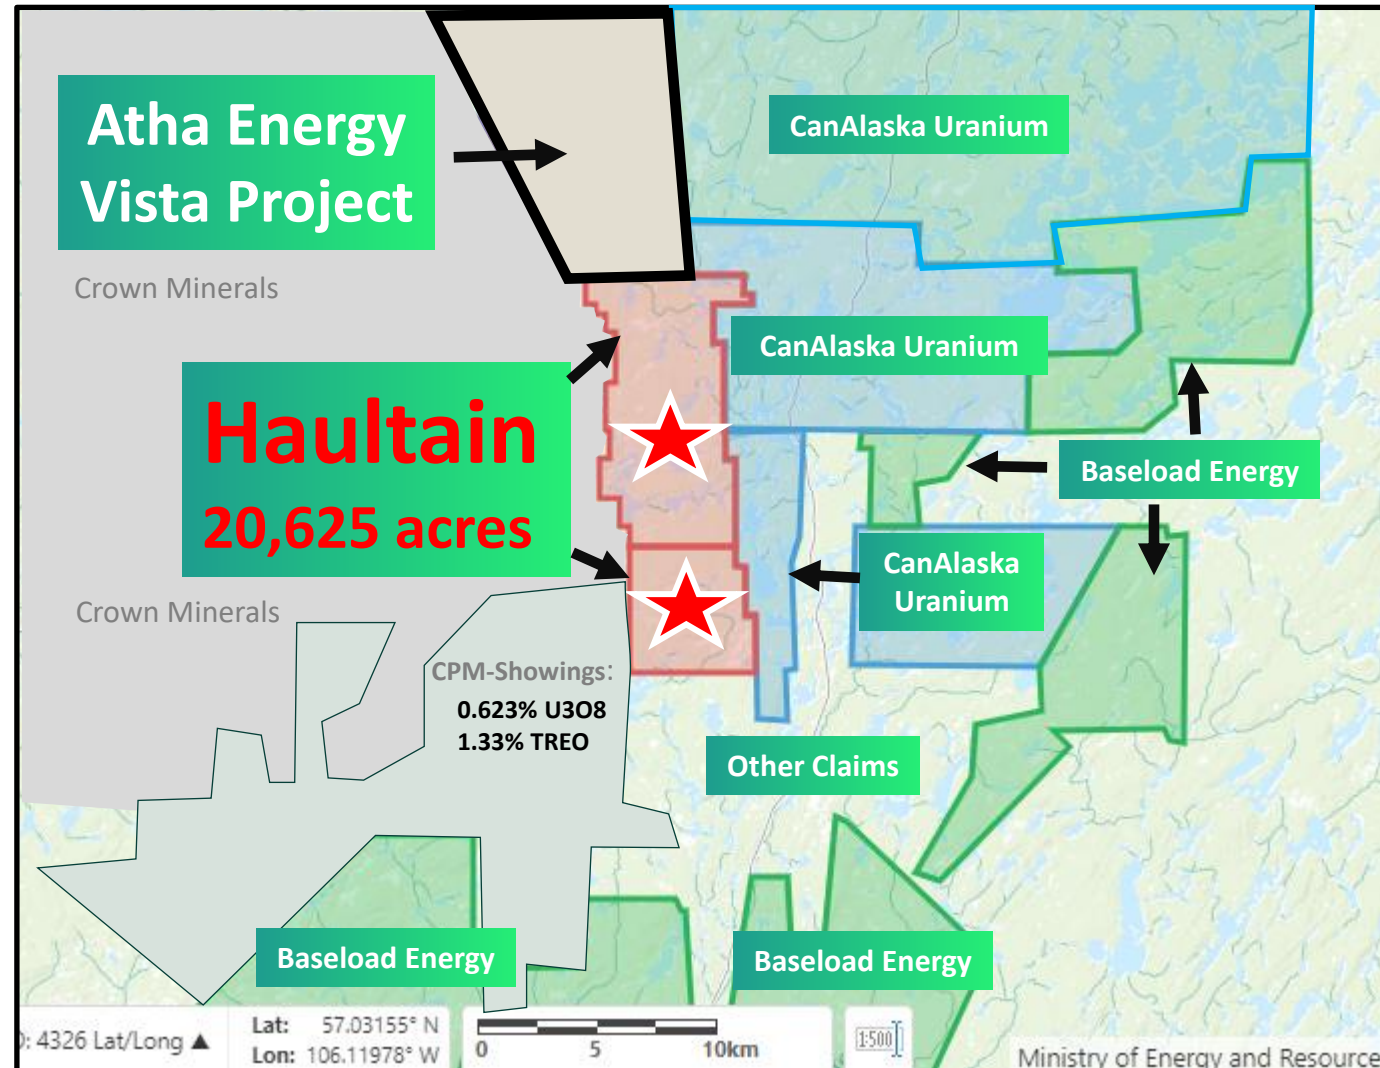 Atha Energy
Vista Project
CanAlaska Uranium
Crown Minerals
CanAlaska Uranium
Haultain
20,625 acres
Baseload Energy
CanAlaska
Uranium
Crown Minerals
CPM-Showings:
0.623% U3O8
1.33% TREO
Other Claims
Baseload Energy
Baseload Energy
: 4326 Lat/Long ▲
Lat: 57.03155° N
Lon: 106.11978° W
0 5 10km
1:500
Ministry of Energy and Resource